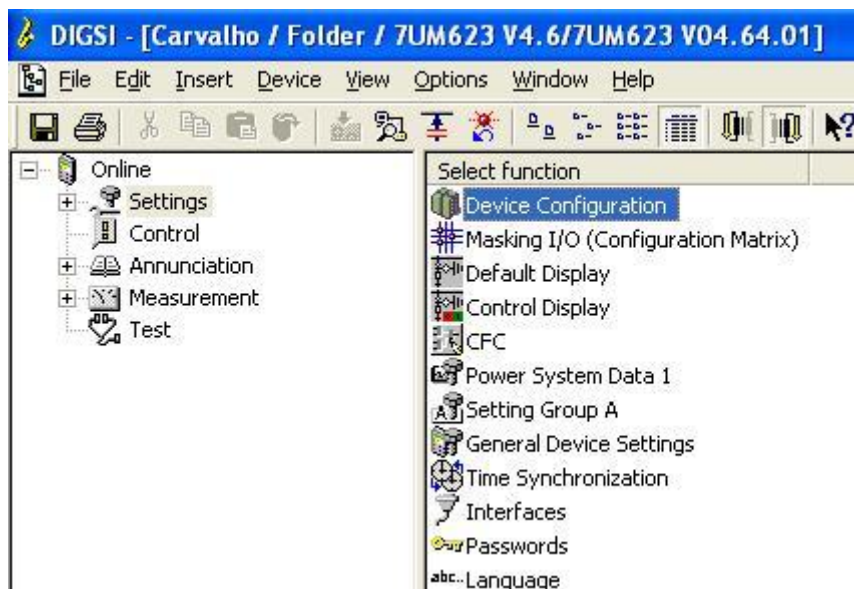 DIGSI - [Carvalho / Folder / 7UM623 V4.6/7UM623 V04.64.01]
File Edit Insert Device View Options Window Help
Online
Settings
Control
Annunciation
Measurement
Test
Select function
Device Configuration
Masking I/O (Configuration Matrix)
Default Display
Control Display
CFC
Power System Data 1
Setting Group A
General Device Settings
Time Synchronization
Interfaces
Passwords
abc.. Language